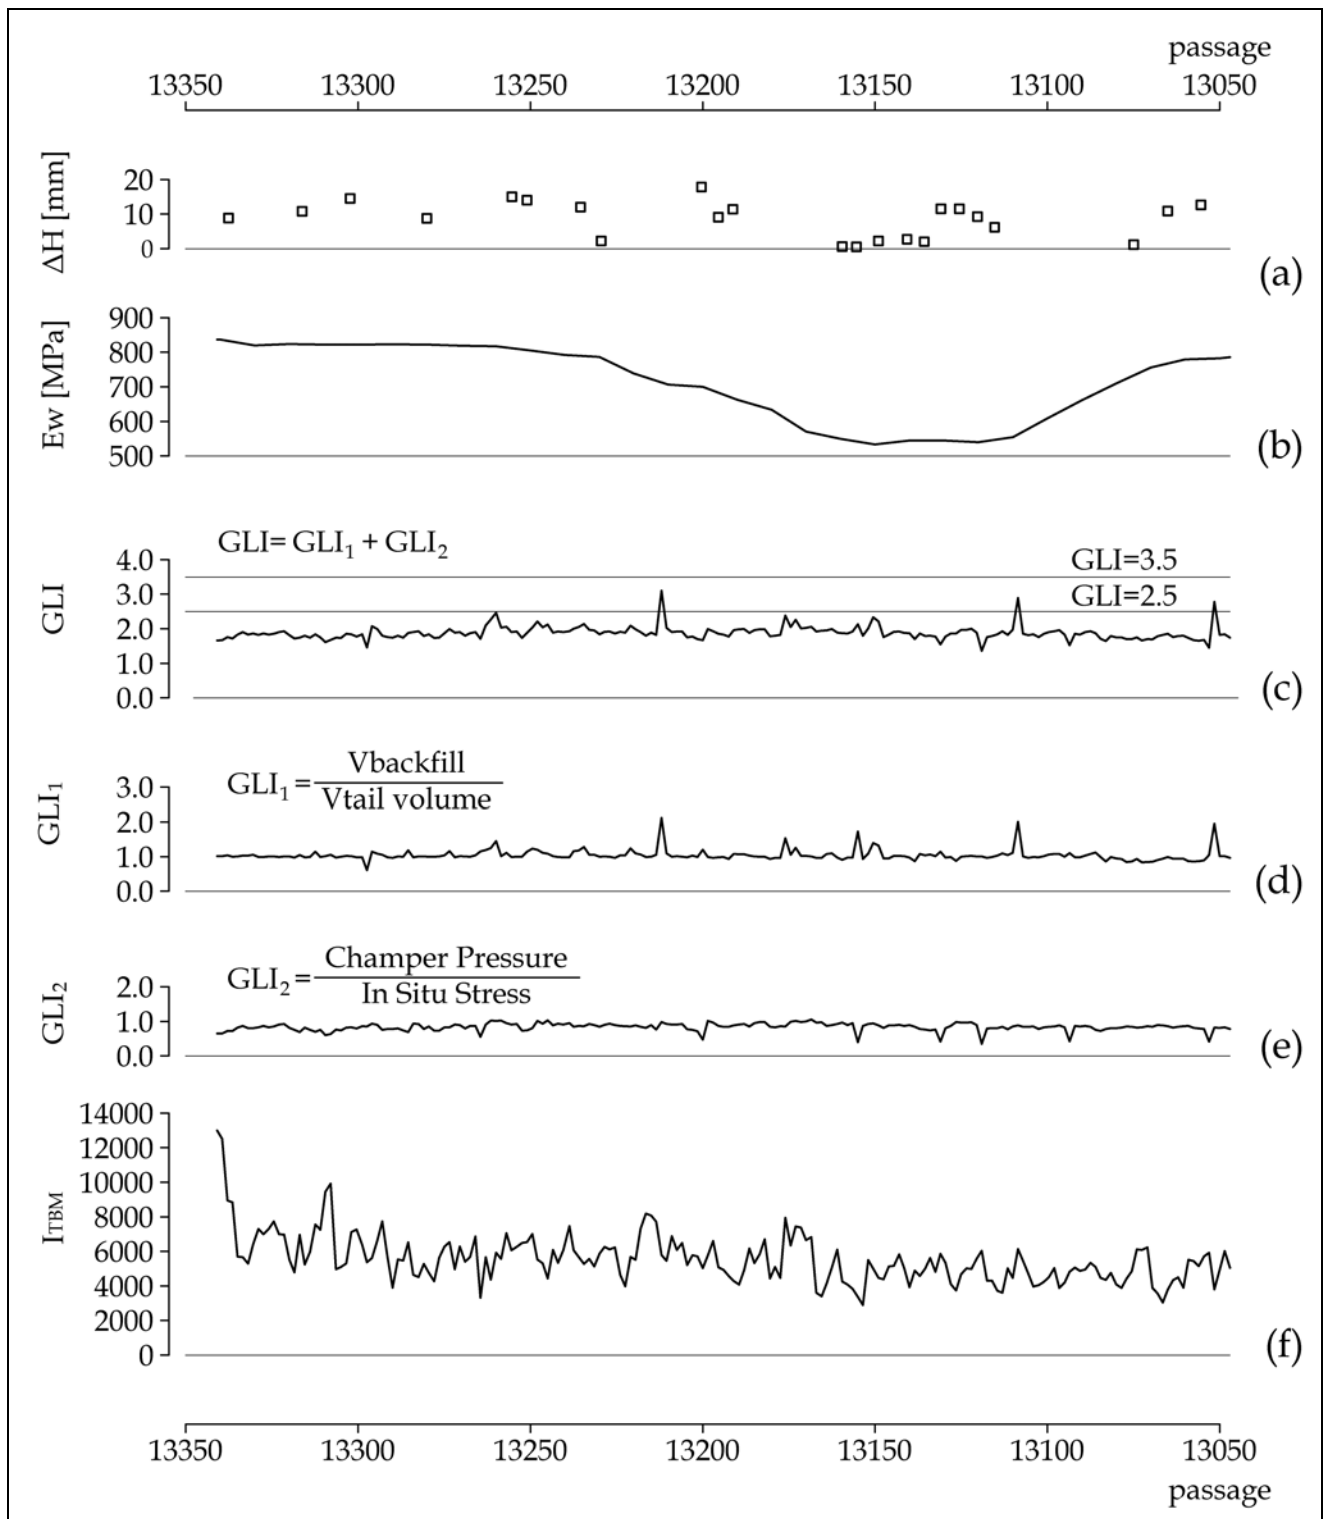 passage
13350 13300 13250 13200 13150 13100 13050
ΔH [mm]
20
10
0
(a)
Ew [MPa]
900
800
700
600
500
(b)
GLI
GLI= GLI₁ + GLI₂
4.0
3.0
2.0
1.0
0.0
GLI=3.5
GLI=2.5
(c)
GLI₁
GLI₁ = Vbackfill
Vtail volume
3.0
2.0
1.0
0.0
(d)
GLI₂
GLI₂ = Champer Pressure
In Situ Stress
2.0
1.0
0.0
(e)
ITBM
14000
12000
10000
8000
6000
4000
2000
0
(f)
13350 13300 13250 13200 13150 13100 13050
passage